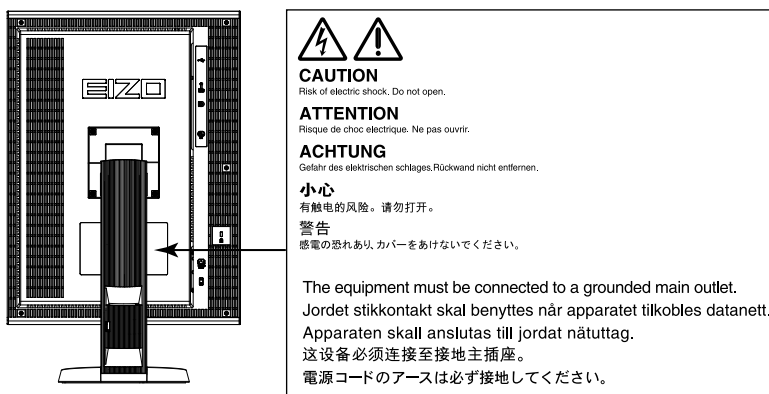 EIZO
CAUTION
Risk of electric shock. Do not open.
ATTENTION
Risque de choc electrique. Ne pas ouvrir.
ACHTUNG
Gefahr des elektrischen schlages.Rückwand nicht entfernen.
小心
有触电的风险。请勿打开。
警告
感電の恐れあり、カバーをあけないでください。
The equipment must be connected to a grounded main outlet.
Jordet stikkontakt skal benyttes når apparatet tilkobles datanett.
Apparaten skall anslutas till jordat nätuttag.
这设备必须连接至接地主插座。
電源コードのアースは必ず接地してください。